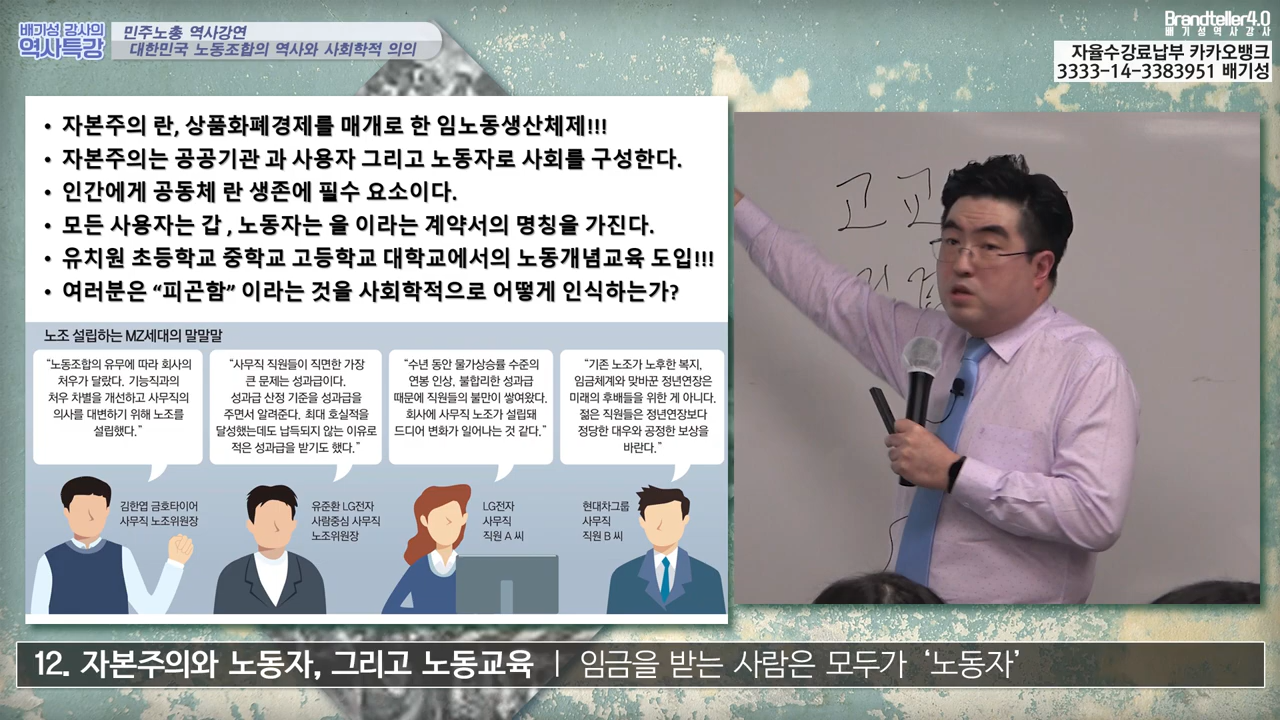 배기성 강사의
역사특강
민주노총 역사강연
대한민국 노동조합의 역사와 사회학적 의의
Brandteller4.0
배기성역사강사
자율수강료납부 카카오뱅크
3333-14-3383951 배기성
• 자본주의 란, 상품화폐경제를 매개로 한 임노동생산체제!!!
• 자본주의는 공공기관 과 사용자 그리고 노동자로 사회를 구성한다.
• 인간에게 공동체 란 생존에 필수 요소이다.
• 모든 사용자는 갑 , 노동자는 을 이라는 계약서의 명칭을 가진다.
• 유치원 초등학교 중학교 고등학교 대학교에서의 노동개념교육 도입!!!
• 여러분은 “피곤함” 이라는 것을 사회학적으로 어떻게 인식하는가?
노조 설립하는 MZ세대의 말말말
“노동조합의 유무에 따라 회사의
처우가 달랐다. 기능직과의
처우 차별을 개선하고 사무직의
의사를 대변하기 위해 노조를
설립했다.”
김한엽 금호타이어
사무직 노조위원장
“사무직 직원들이 직면한 가장
큰 문제는 성과급이다.
성과급 산정 기준을 성과급을
주면서 알려준다. 최대 호실적을
달성했는데도 납득되지 않는 이유로
적은 성과급을 받기도 했다.”
유준환 LG전자
사람중심 사무직
노조위원장
“수년 동안 물가상승률 수준의
연봉 인상, 불합리한 성과급
때문에 직원들의 불만이 쌓여왔다.
회사에 사무직 노조가 설립돼
드디어 변화가 일어나는 것 같다.”
LG전자
사무직
직원 A 씨
“기존 노조가 노후한 복지,
임금체계와 맞바꾼 정년연장은
미래의 후배들을 위한 게 아니다.
젊은 직원들은 정년연장보다
정당한 대우와 공정한 보상을
바란다.”
현대차그룹
사무직
직원 B 씨
고교
12. 자본주의와 노동자, 그리고 노동교육 | 임금을 받는 사람은 모두가 ‘노동자’